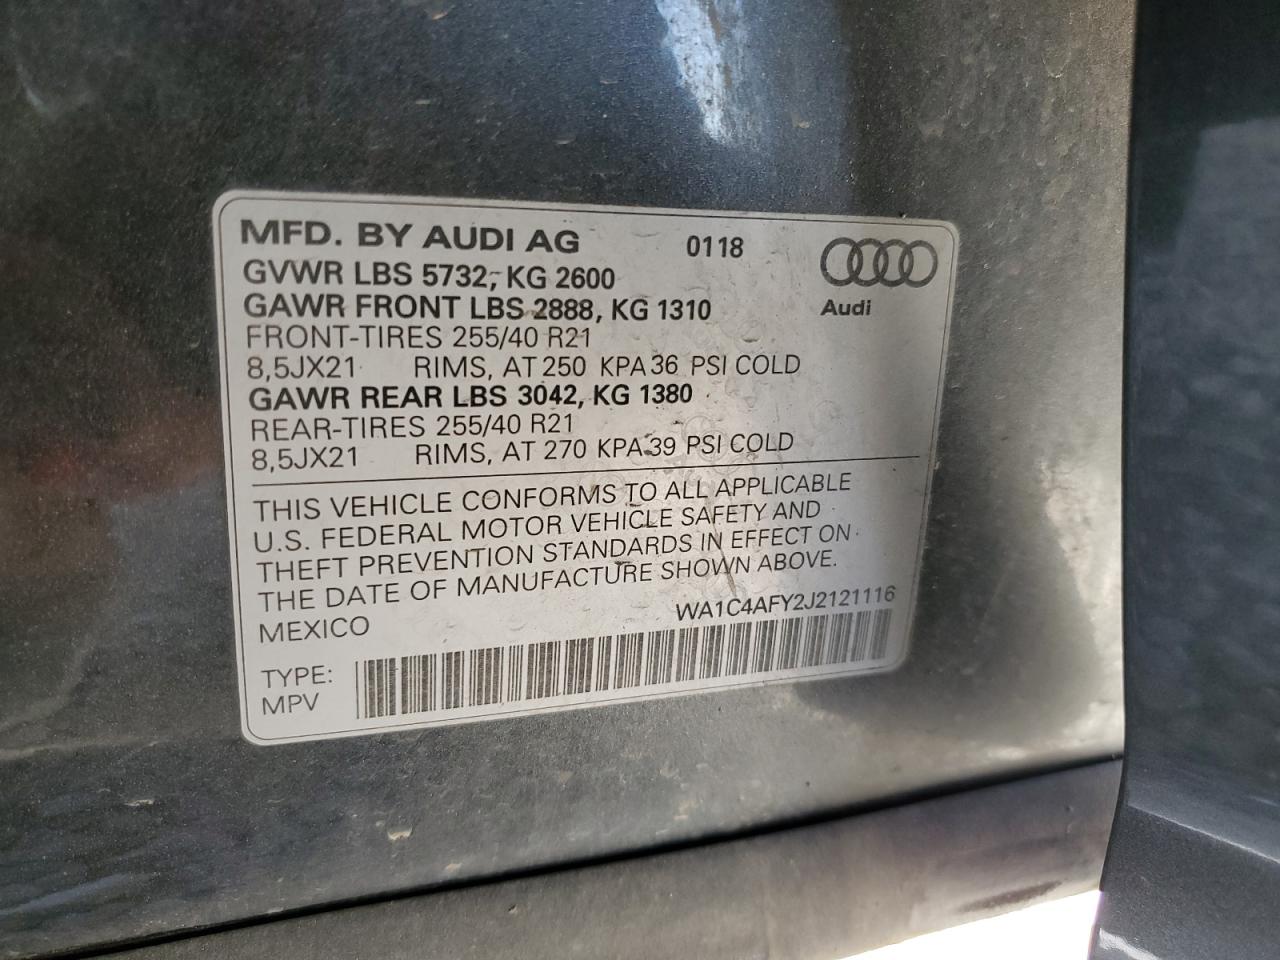 MFD. BY AUDI AG 0118
GVWR LBS 5732, KG 2600
GAWR FRONT LBS 2888, KG 1310
Audi
FRONT-TIRES 255/40 R21
8,5JX21 RIMS, AT 250 KPA 36 PSI COLD
GAWR REAR LBS 3042, KG 1380
REAR-TIRES 255/40 R21
8,5JX21 RIMS, AT 270 KPA 39 PSI COLD
THIS VEHICLE CONFORMS TO ALL APPLICABLE
U.S. FEDERAL MOTOR VEHICLE SAFETY AND
THEFT PREVENTION STANDARDS IN EFFECT ON
THE DATE OF MANUFACTURE SHOWN ABOVE.
MEXICO WA1C4AFY2J2121116
TYPE:
MPV